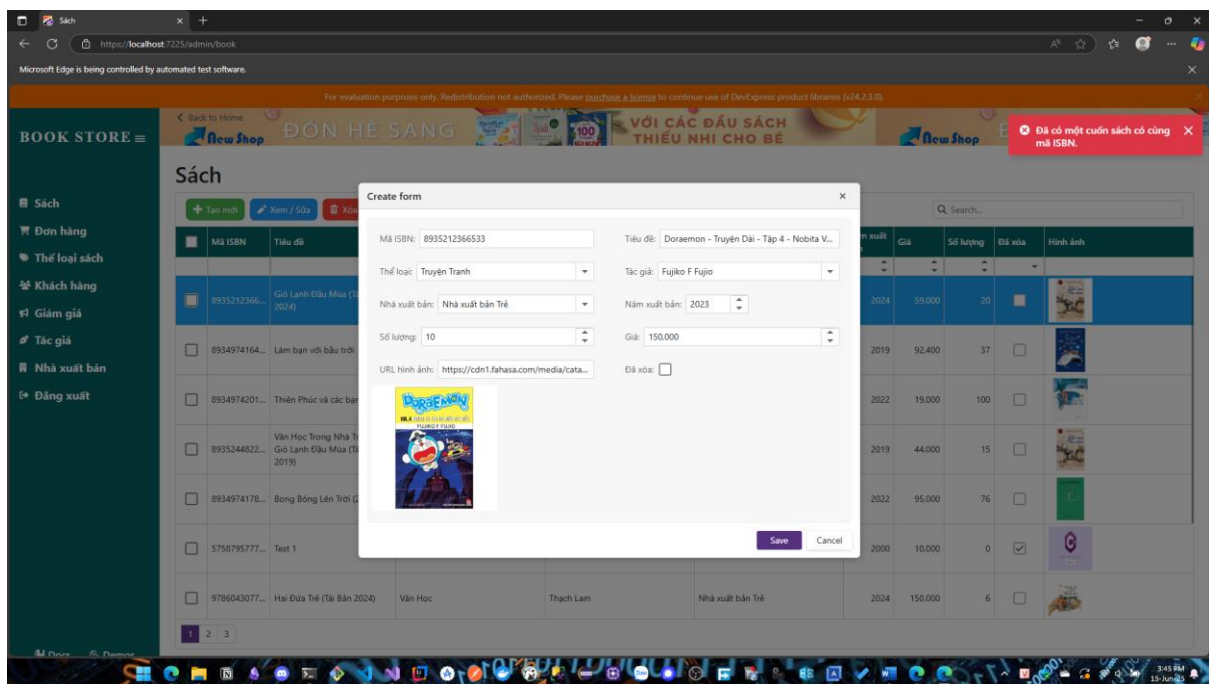 Sách
https://localhost:7225/admin/book
Microsoft Edge is being controlled by automated test software.
For evaluation purposes only. Redistribution not authorized. Please purchase a license to continue use of DevExpress product libraries (v24.2.3.0).
BOOK STORE
Back to Home
New Shop
ĐÓN HÈ SANG
100
VỚI CÁC ĐẦU SÁCH
THIẾU NHI CHO BÉ
New Shop
Đã có một cuốn sách có cùng
mã ISBN.
Sách
Đơn hàng
Thể loại sách
Khách hàng
Giảm giá
Tác giả
Nhà xuất bản
Đăng xuất
Docs Demos
Sách
Tạo mới Xem / Sửa Xóa
Search...
Mã ISBN Tiêu đề Giá Số lượng Đã xóa Hình ảnh
8935212366... Gió Lạnh Đầu Mùa
2024) 2024 59.000 20
8934974164... Làm bạn với bầu trời 2019 92.400 37
8934974201... Thiên Phúc và các bạn 2022 19.000 100
8935244822... Văn Học Trong Nhà
Gió Lạnh Đầu Mùa
2019) 2019 44.000 15
8934974178... Bong Bóng Lên Trời 2022 95.000 76
5758795777... Test 1 2000 10.000 0
9786043077... Hai Đứa Trẻ (Tái Bản 2024) Văn Học Thạch Lam Nhà xuất bản Trẻ 2024 150.000 6
1 2 3
Create form
Mã ISBN: 8935212366533 Tiêu đề: Doraemon - Truyện Dài - Tập 4 - Nobita V...
Thể loại: Truyện Tranh Tác giả: Fujiko F Fujio
Nhà xuất bản: Nhà xuất bản Trẻ Năm xuất bản: 2023
Số lượng: 10 Giá: 150.000
URL hình ảnh: https://cdn1.fahasa.com/media/cata... Đã xóa:
DORAEMON
FUJIKO F FUJIO
Save Cancel
3:45 PM
15-Jun-25